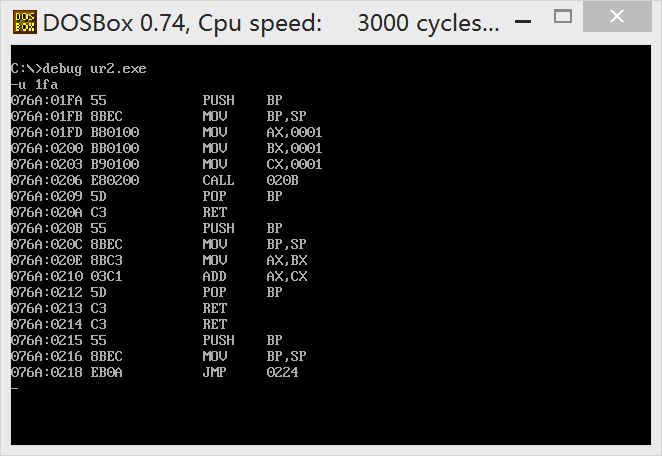 DOS
BOX
DOSBox 0.74, Cpu speed: 3000 cycles...
C:\>debug ur2.exe
-u 1fa
076A:01FA 55 PUSH BP
076A:01FB 8BEC MOV BP,SP
076A:01FD B80100 MOV AX,0001
076A:0200 BB0100 MOV BX,0001
076A:0203 B90100 MOV CX,0001
076A:0206 E80200 CALL 020B
076A:0209 5D POP BP
076A:020A C3 RET
076A:020B 55 PUSH BP
076A:020C 8BEC MOV BP,SP
076A:020E 8BC3 MOV AX,BX
076A:0210 03C1 ADD AX,CX
076A:0212 5D POP BP
076A:0213 C3 RET
076A:0214 C3 RET
076A:0215 55 PUSH BP
076A:0216 8BEC MOV BP,SP
076A:0218 EB0A JMP 0224
-